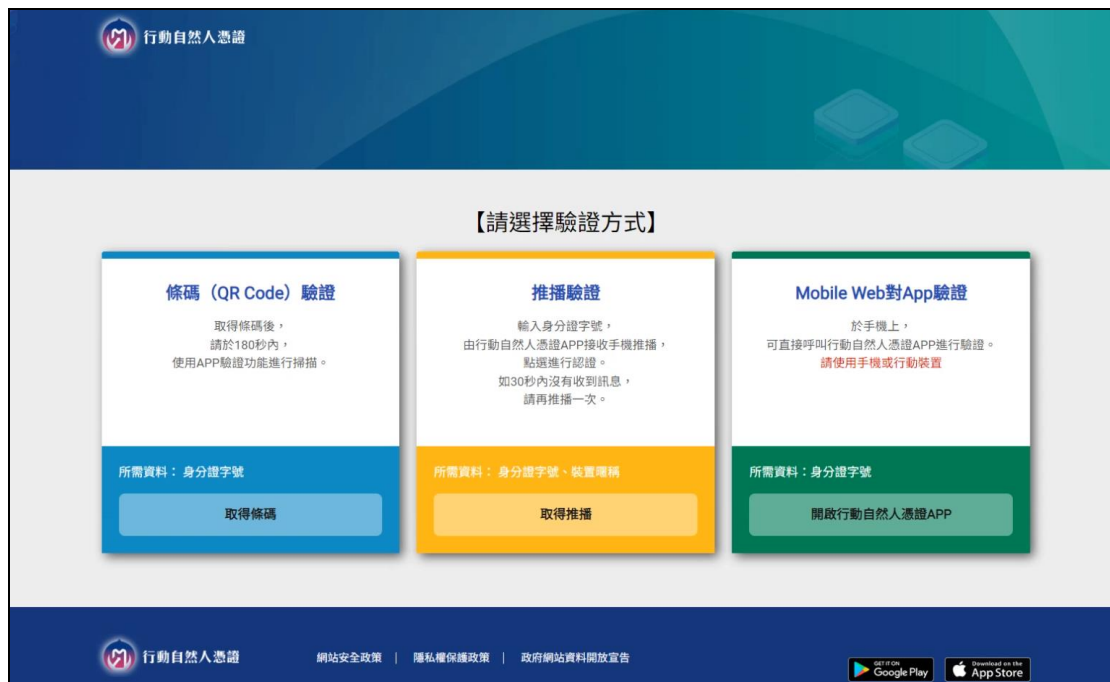 行動自然人憑證
【請選擇驗證方式】
條碼（QR Code）驗證
取得條碼後，
請於180秒內，
使用APP驗證功能進行掃描。
所需資料： 身分證字號
取得條碼
推播驗證
輸入身分證字號，
由行動自然人憑證APP接收手機推播，
點選進行認證。
如30秒內沒有收到訊息，
請再推播一次。
所需資料： 身分證字號、裝置暱稱
取得推播
Mobile Web對App驗證
於手機上，
可直接呼叫行動自然人憑證APP進行驗證。
請使用手機或行動裝置
所需資料：身分證字號
開啟行動自然人憑證APP
行動自然人憑證
網站安全政策 | 隱私權保護政策 | 政府網站資料開放宣告
GET IT ON
Google Play
Download on the
App Store